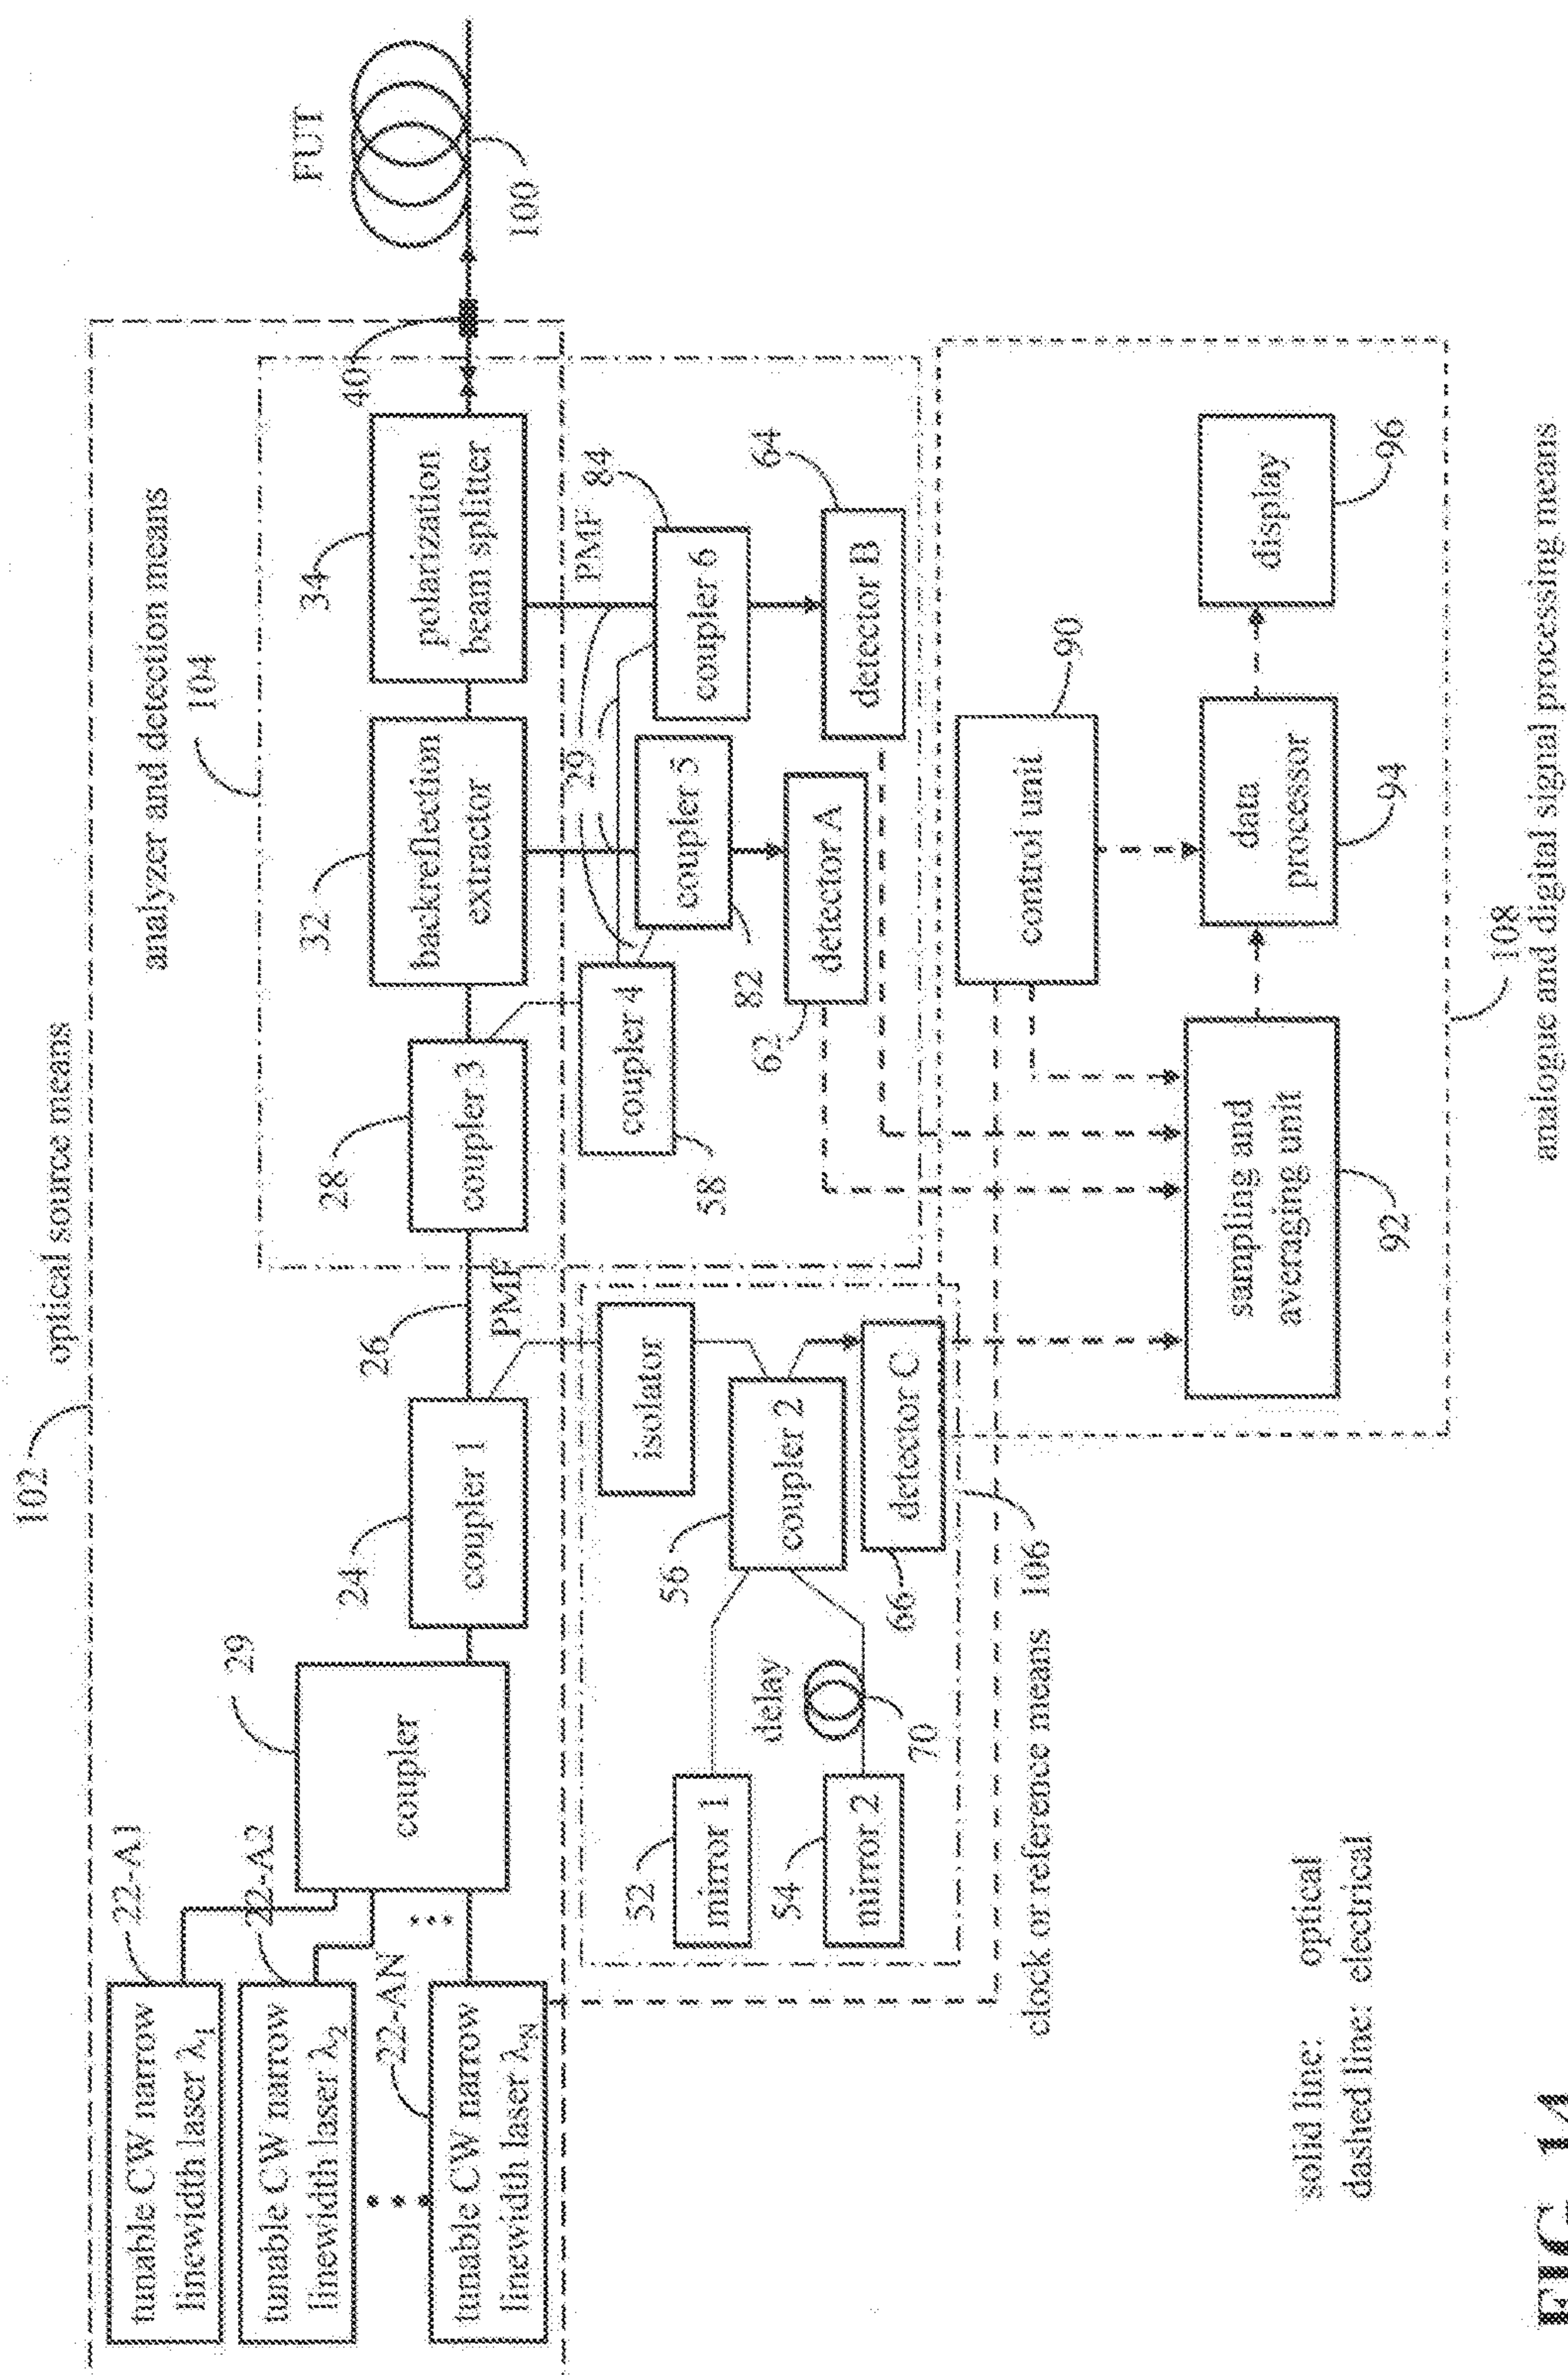 102
optical source means
analyzer and detection means
104
tunable CW narrow
linewidth laser λ1
22-A1
tunable CW narrow
linewidth laser λ2
22-A2
tunable CW narrow
linewidth laser λN
22-AN
coupler
29
24
coupler 1
26
PMF
28
coupler 3
32
backreflection
extractor
34
polarization
beam splitter
40
FUT
100
isolator
coupler 4
58
29
PMF
coupler 5
82
coupler 6
84
52
mirror 1
54
mirror 2
delay
70
56
coupler 2
66
detector C
62
detector A
detector B
64
clock or reference means
106
control unit
90
sampling and
averaging unit
92
data
processor
94
display
96
108
analogue and digital signal processing means
solid line: optical
dashed line: electrical
FIG. 14